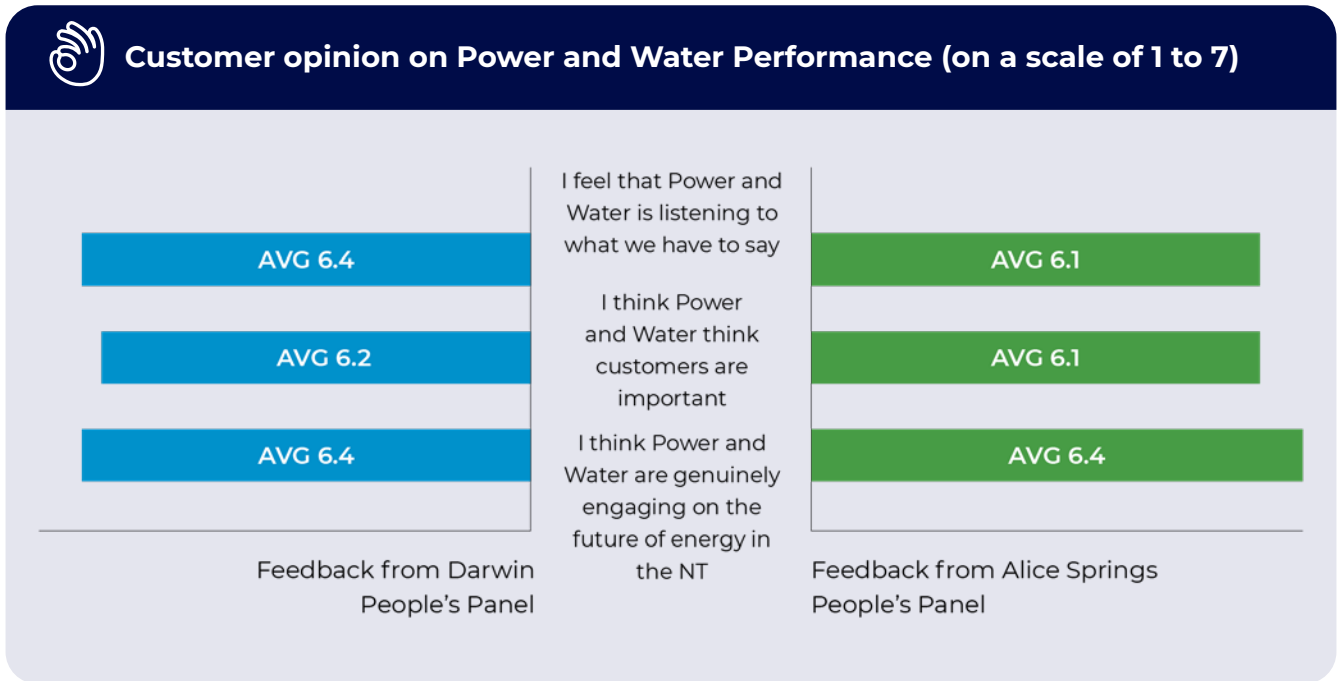 Customer opinion on Power and Water Performance (on a scale of 1 to 7)
I feel that Power and
Water is listening to
what we have to say
AVG 6.4
AVG 6.1
I think Power
and Water think
customers are
important
AVG 6.2
AVG 6.1
I think Power and
Water are genuinely
engaging on the
future of energy in
the NT
AVG 6.4
AVG 6.4
Feedback from Darwin
People’s Panel
Feedback from Alice Springs
People’s Panel